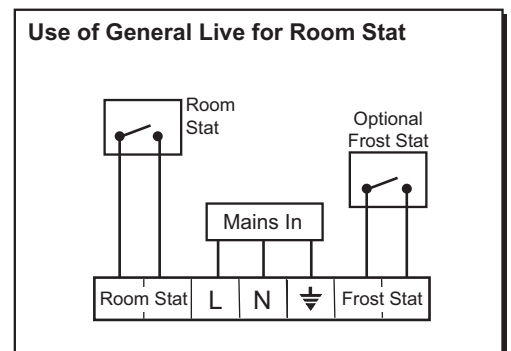 Use of General Live for Room Stat
Room
Stat
Optional
Frost Stat
Mains In
Room Stat L N Frost Stat